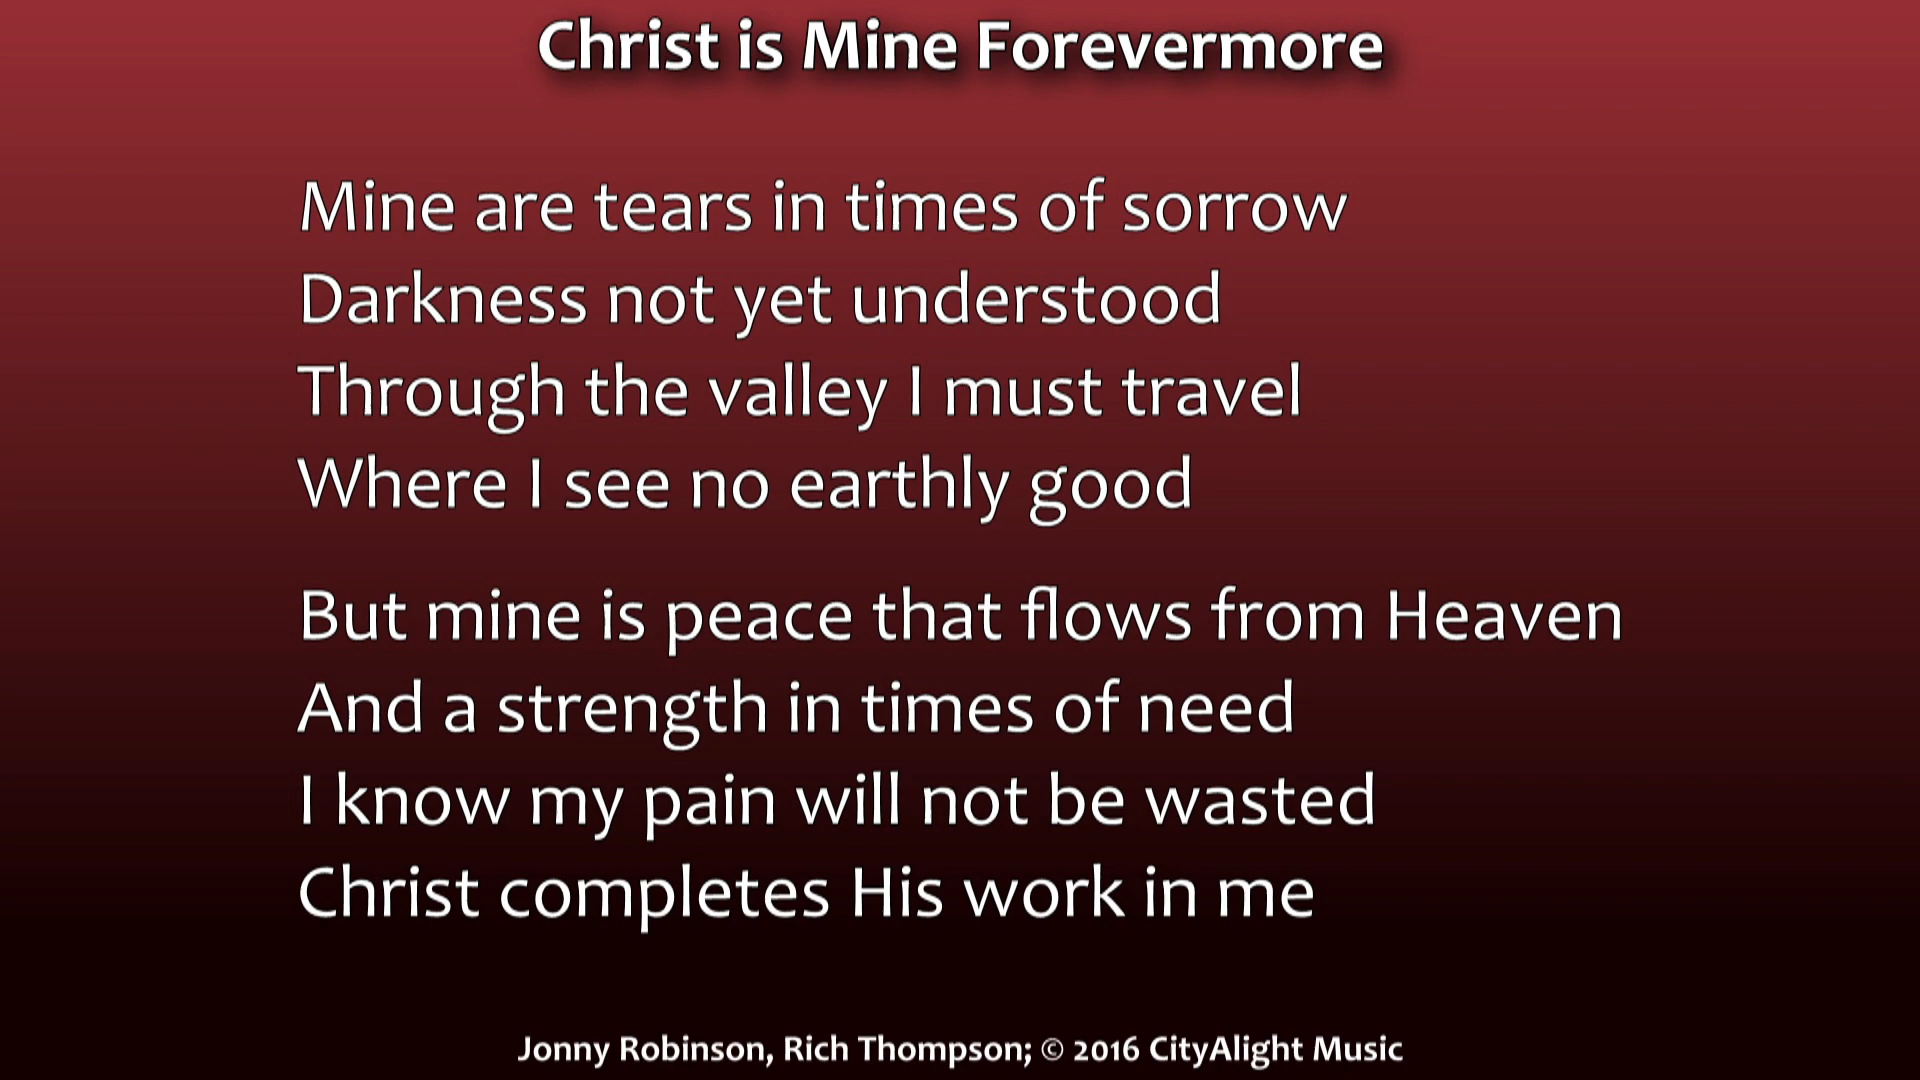 Christ is Mine Forevermore
Mine are tears in times of sorrow
Darkness not yet understood
Through the valley I must travel
Where I see no earthly good
But mine is peace that flows from Heaven
And a strength in times of need
I know my pain will not be wasted
Christ completes His work in me
Jonny Robinson, Rich Thompson; © 2016 CityAlight Music